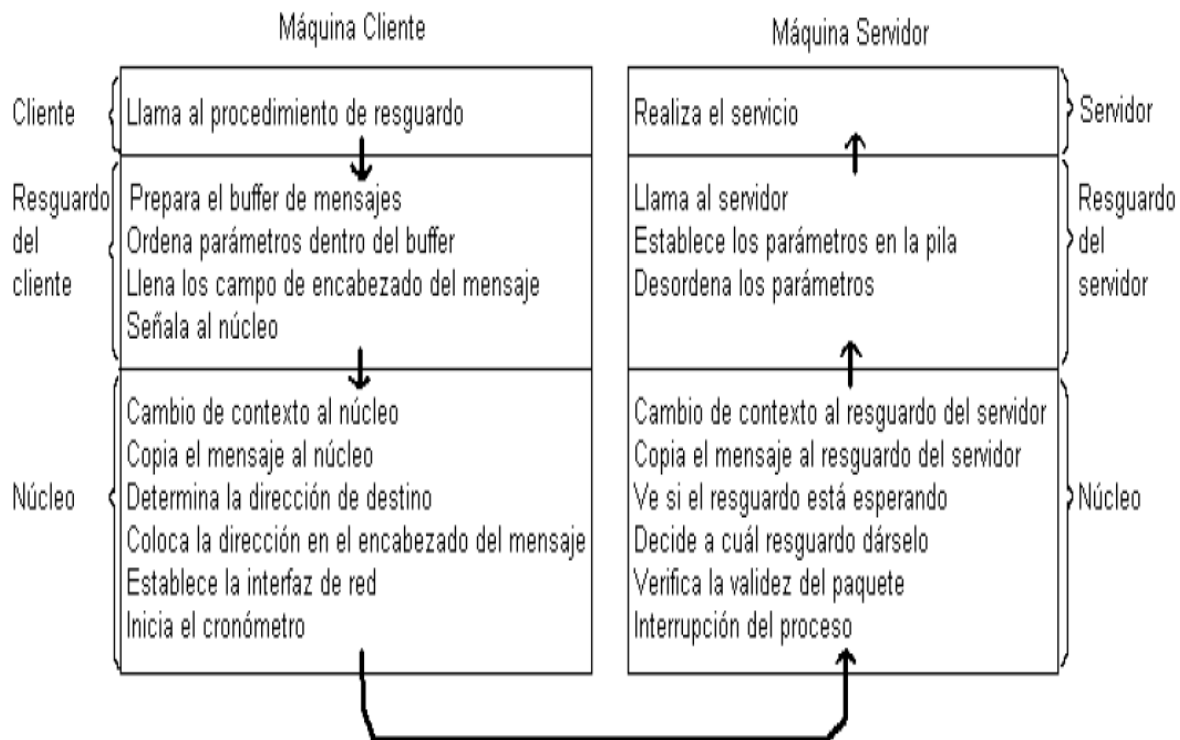 Máquina Cliente
Máquina Servidor
Cliente
Llama al procedimiento de resguardo
Realiza el servicio
Servidor
Resguardo
del
cliente
Prepara el buffer de mensajes
Ordena parámetros dentro del buffer
Llena los campo de encabezado del mensaje
Señala al núcleo
Llama al servidor
Establece los parámetros en la pila
Desordena los parámetros
Resguardo
del
servidor
Núcleo
Cambio de contexto al núcleo
Copia el mensaje al núcleo
Determina la dirección de destino
Coloca la dirección en el encabezado del mensaje
Establece la interfaz de red
Inicia el cronómetro
Cambio de contexto al resguardo del servidor
Copia el mensaje al resguardo del servidor
Ve si el resguardo está esperando
Decide a cuál resguardo dárselo
Verifica la validez del paquete
Interrupción del proceso
Núcleo